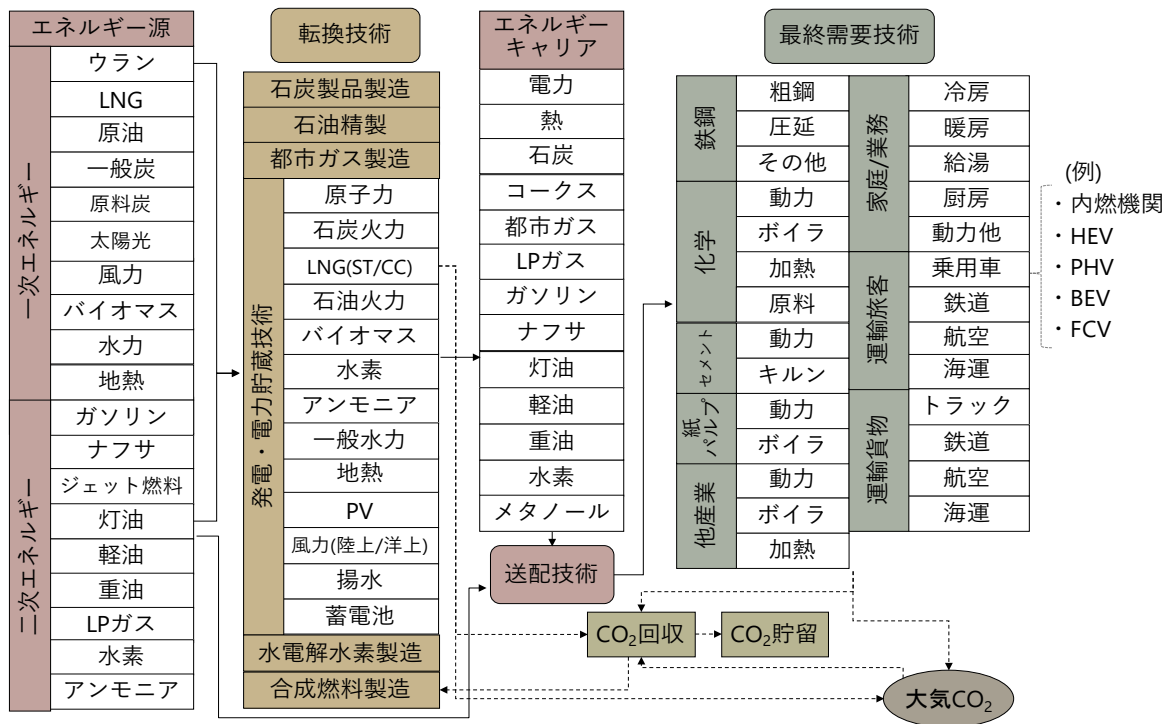 エネルギー源
一次エネルギー
ウラン
LNG
原油
一般炭
原料炭
太陽光
風力
バイオマス
水力
地熱
二次エネルギー
ガソリン
ナフサ
ジェット燃料
灯油
軽油
重油
LPガス
水素
アンモニア
転換技術
石炭製品製造
石油精製
都市ガス製造
発電・電力貯蔵技術
原子力
石炭火力
LNG(ST/CC)
石油火力
バイオマス
水素
アンモニア
一般水力
地熱
PV
風力(陸上/洋上)
揚水
蓄電池
水電解水素製造
合成燃料製造
エネルギー
キャリア
電力
熱
石炭
コークス
都市ガス
LPガス
ガソリン
ナフサ
灯油
軽油
重油
水素
メタノール
送配技術
最終需要技術
鉄鋼
粗鋼
圧延
その他
化学
動力
ボイラ
加熱
原料
セメント
動力
キルン
紙
パルプ
動力
ボイラ
他産業
動力
ボイラ
加熱
家庭/業務
冷房
暖房
給湯
厨房
動力他
運輸旅客
乗用車
鉄道
航空
海運
運輸貨物
トラック
鉄道
航空
海運
(例)
・内燃機関
・HEV
・PHV
・BEV
・FCV
CO₂回収
CO₂貯留
大気CO₂